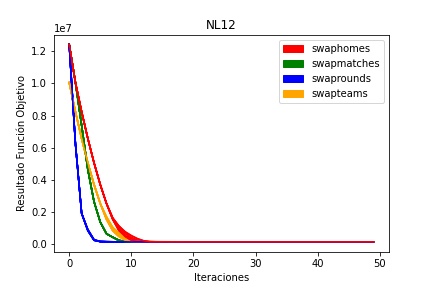 NL12
1e7
Resultado Función Objetivo
1.2
1.0
0.8
0.6
0.4
0.2
0.0
swaphomes
swapmatches
swaprounds
swapteams
0 10 20 30 40 50
Iteraciones